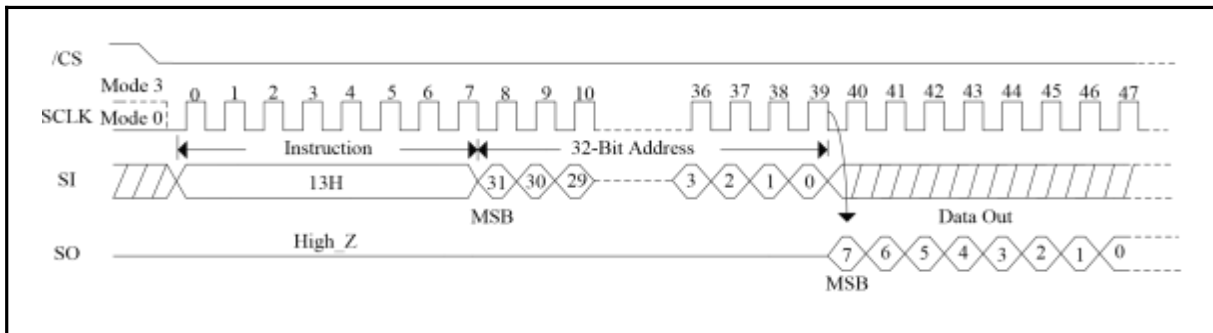 /CS
Mode 3
0 1 2 3 4 5 6 7 8 9 10 36 37 38 39 40 41 42 43 44 45 46 47
SCLK Mode 0
Instruction 32-Bit Address
SI 13H 31 30 29 3 2 1 0
MSB Data Out
High_Z
SO 7 6 5 4 3 2 1 0
MSB